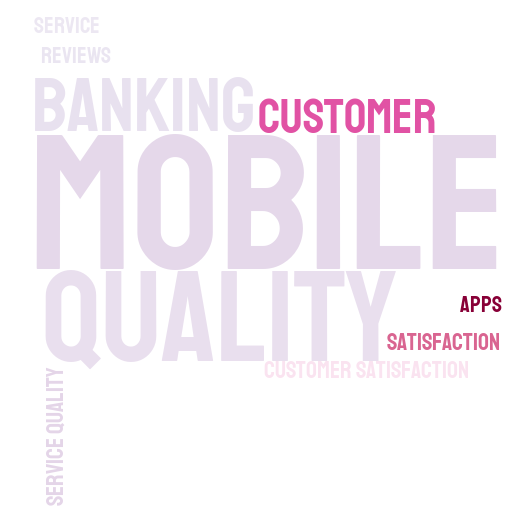 SERVICE
REVIEWS
BANKING
CUSTOMER
MOBILE
QUALITY
APPS
SATISFACTION
CUSTOMER SATISFACTION
SERVICE QUALITY